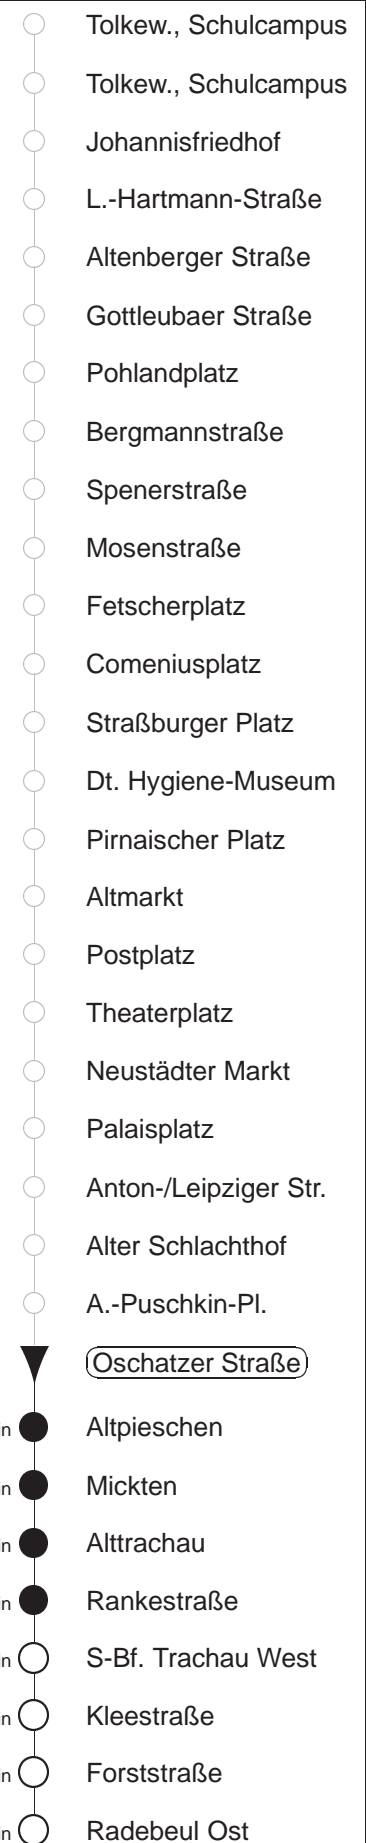 Tolkew., Schulcampus
Tolkew., Schulcampus
Johannisfriedhof
L.-Hartmann-Straße
Altenberger Straße
Gottleubaer Straße
Pohlandplatz
Bergmannstraße
Spenerstraße
Mosenstraße
Fetscherplatz
Comeniusplatz
Straßburger Platz
Dt. Hygiene-Museum
Pirnaischer Platz
Altmarkt
Postplatz
Theaterplatz
Neustädter Markt
Palaisplatz
Anton-/Leipziger Str.
Alter Schlachthof
A.-Puschkin-Pl.
Oschatzer Straße
Altpieschen
Mickten
Alttrachau
Rankestraße
S-Bf. Trachau West
Kleestraße
Forststraße
Radebeul Ost